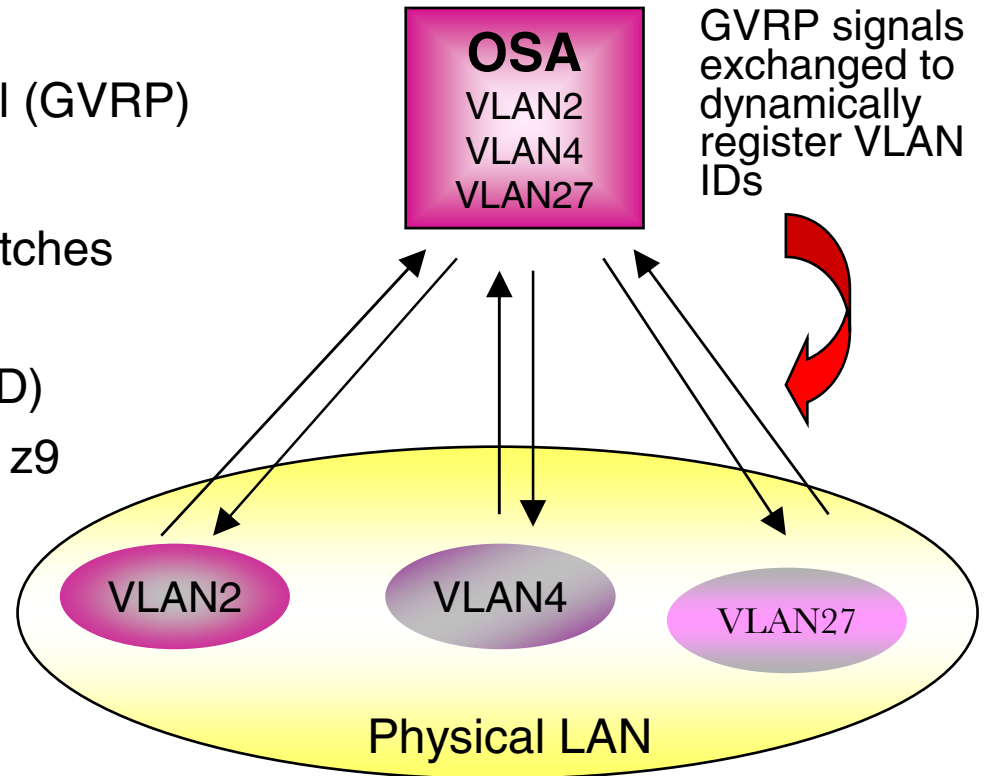 l (GVRP)
tches
D)
z9
OSA
VLAN2
VLAN4
VLAN27
GVRP signals
exchanged to
dynamically
register VLAN
IDs
VLAN2
VLAN4
VLAN27
Physical LAN